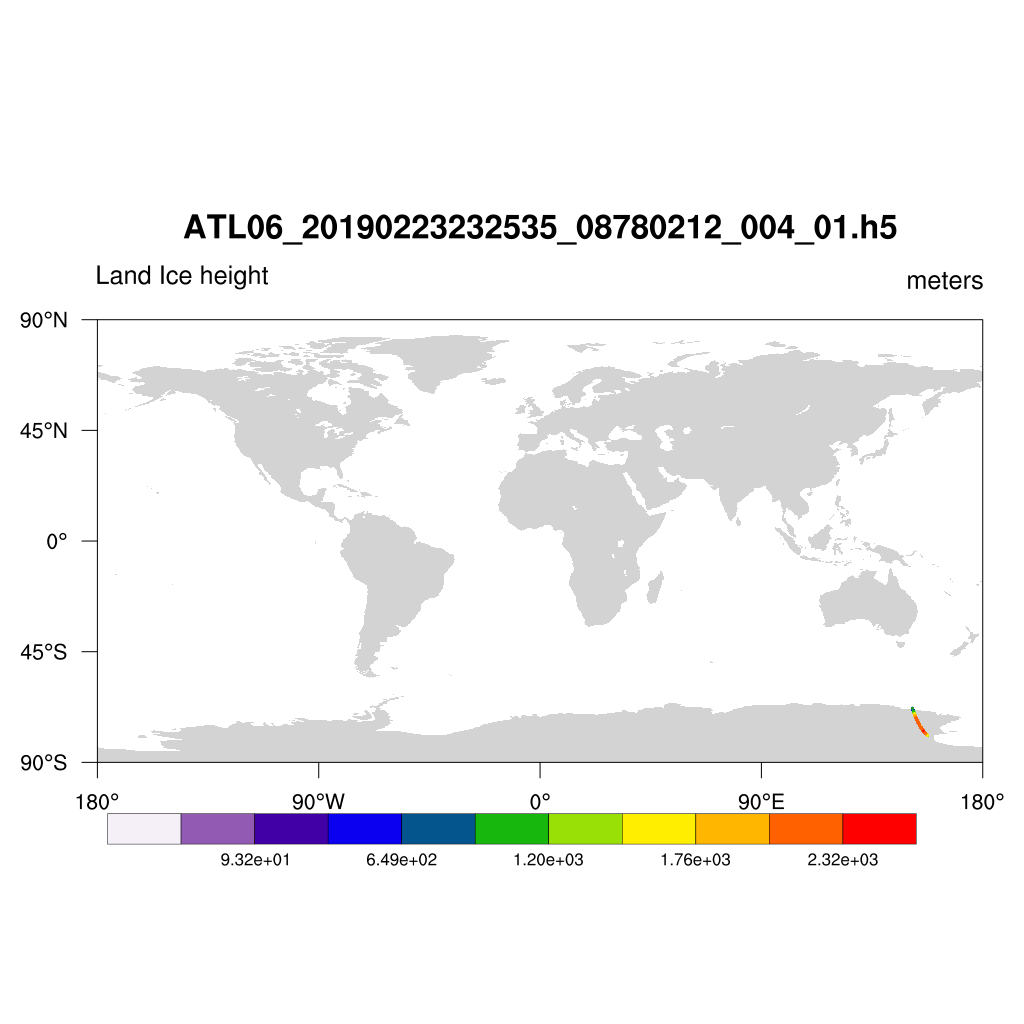 ATL06_20190223232535_08780212_004_01.h5
Land Ice height
meters
90°N
45°N
0°
45°S
90°S
180° 90°W 0° 90°E 180°
9.32e+01 6.49e+02 1.20e+03 1.76e+03 2.32e+03